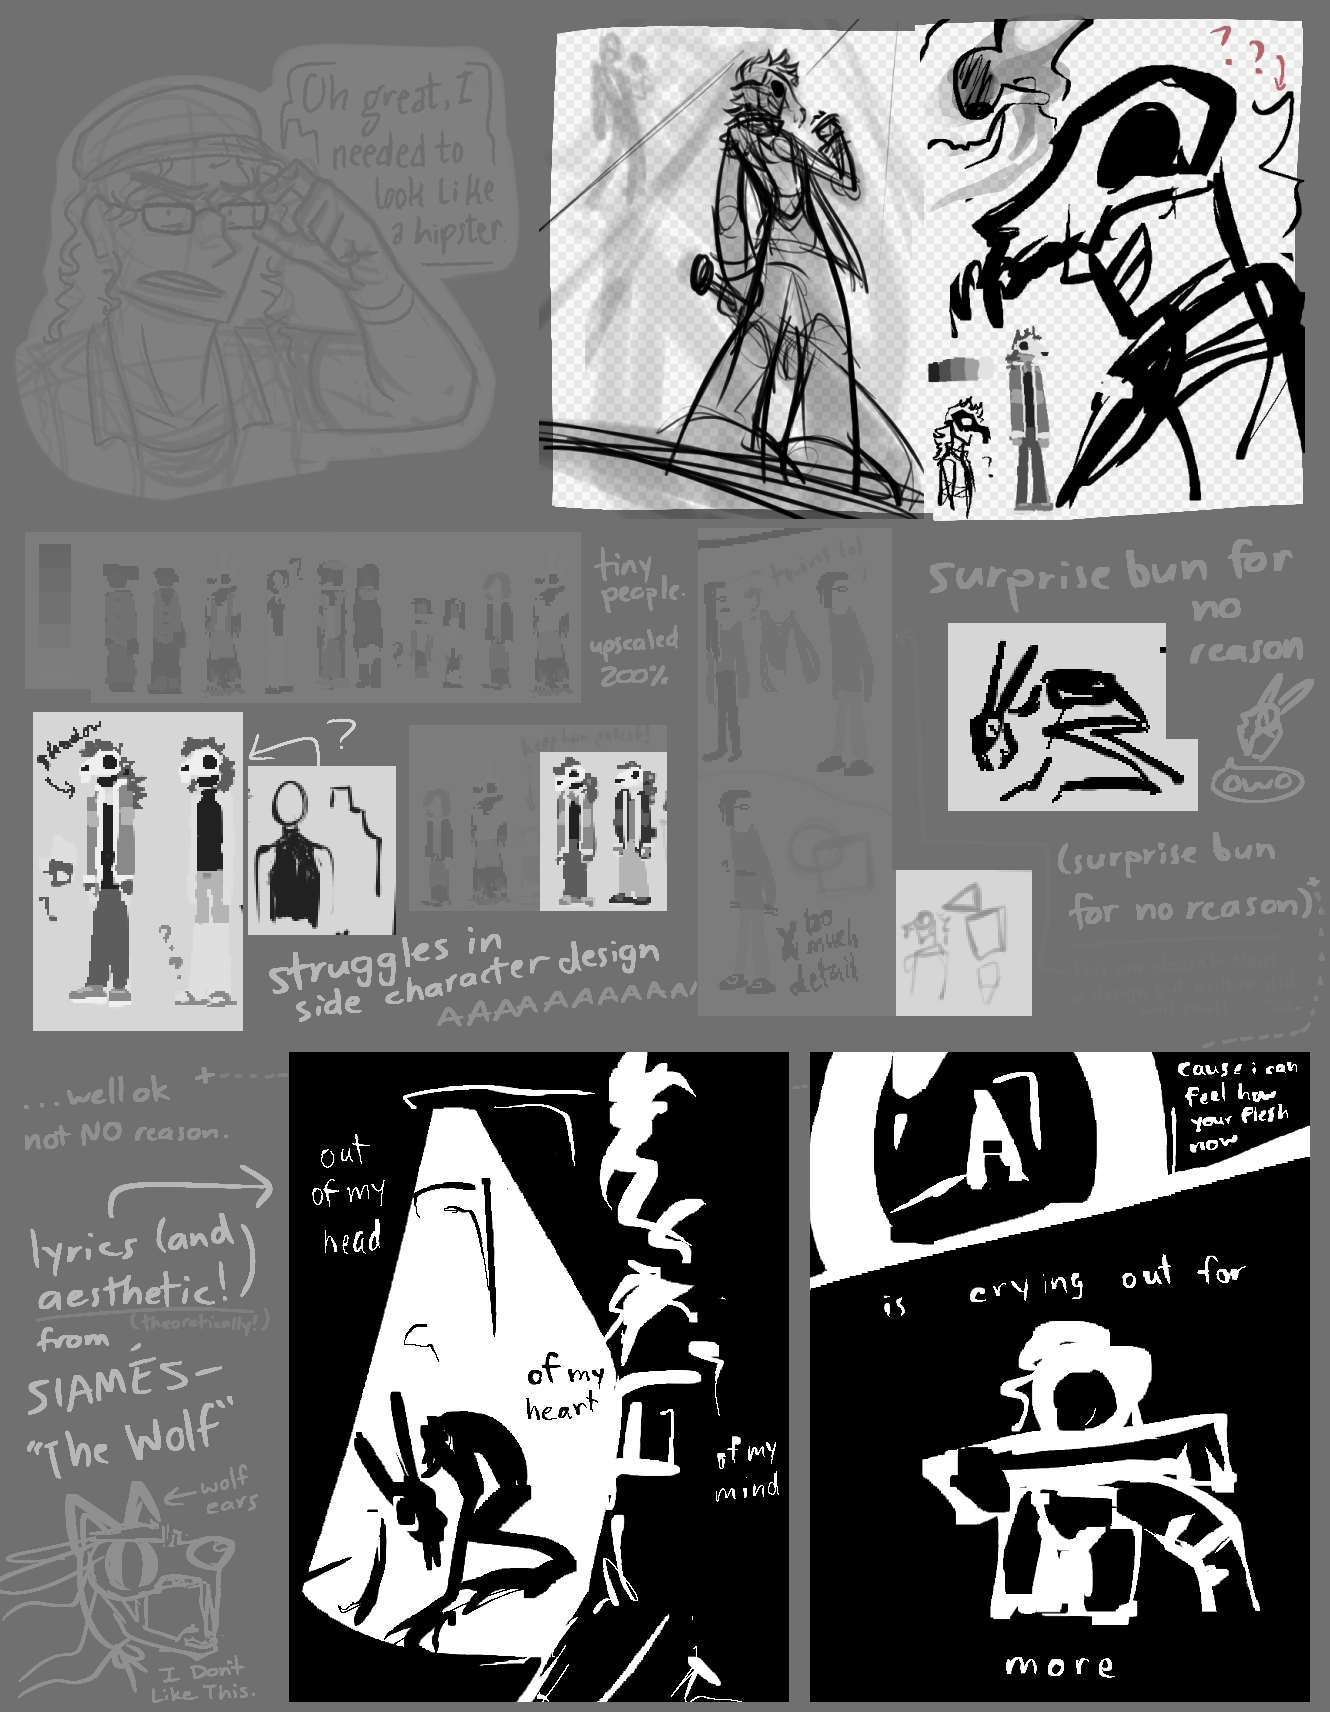 Oh great, I
needed to
look like
a hipster.
? ? ?
?
tiny
people.
upscaled
200%
?
?
twins lol
surprise bun for
no
reason
OWO
shadow
?
?
?
?
struggles in
side character design
AAAAAAAAAA
X too
much
detail
(surprise bun
for no reason)*
...well ok
not NO reason.
lyrics (and
aesthetic!)
(theoretically!)
from
SIAMÉS-
"The Wolf"
wolf
ears
I Don't
Like This.
out
of my
head
of my
heart
of my
mind
cause i can
feel how
your flesh
now
is crying out for
more